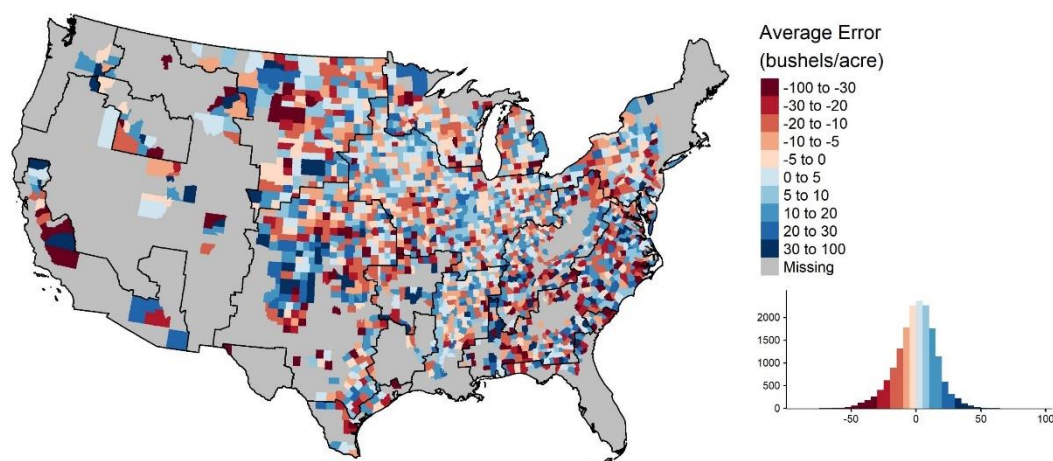 Average Error
(bushels/acre)
-100 to -30
-30 to -20
-20 to -10
-10 to -5
-5 to 0
0 to 5
5 to 10
10 to 20
20 to 30
30 to 100
Missing
2000
1500
1000
500
0
-50
0
50
100